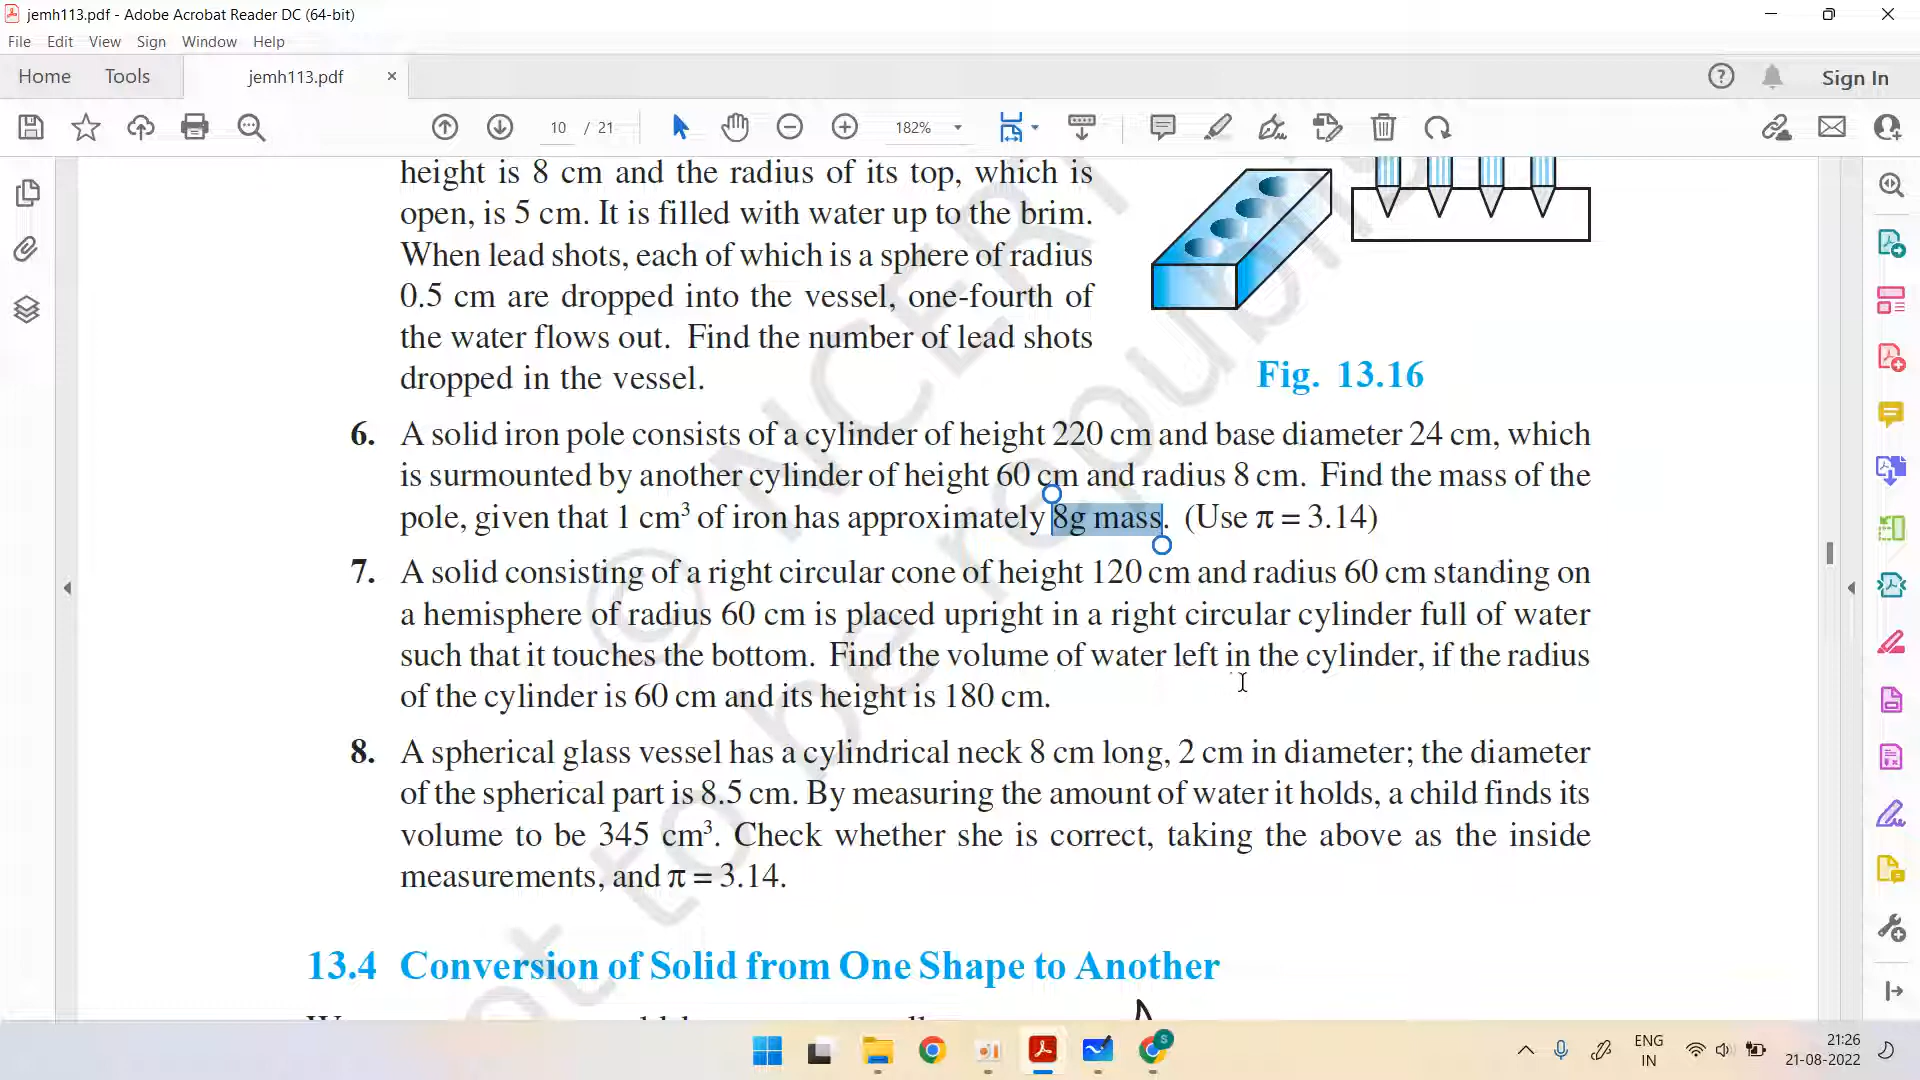 jemh113.pdf - Adobe Acrobat Reader DC (64-bit)
File Edit View Sign Window Help
Home Tools jemh113.pdf × Sign In
10 / 21 182%
height is 8 cm and the radius of its top, which is
open, is 5 cm. It is filled with water up to the brim.
When lead shots, each of which is a sphere of radius
0.5 cm are dropped into the vessel, one-fourth of
the water flows out. Find the number of lead shots
dropped in the vessel.
Fig. 13.16
6. A solid iron pole consists of a cylinder of height 220 cm and base diameter 24 cm, which
is surmounted by another cylinder of height 60 cm and radius 8 cm. Find the mass of the
pole, given that 1 cm³ of iron has approximately 8g mass. (Use π = 3.14)
7. A solid consisting of a right circular cone of height 120 cm and radius 60 cm standing on
a hemisphere of radius 60 cm is placed upright in a right circular cylinder full of water
such that it touches the bottom. Find the volume of water left in the cylinder, if the radius
of the cylinder is 60 cm and its height is 180 cm.
8. A spherical glass vessel has a cylindrical neck 8 cm long, 2 cm in diameter; the diameter
of the spherical part is 8.5 cm. By measuring the amount of water it holds, a child finds its
volume to be 345 cm³. Check whether she is correct, taking the above as the inside
measurements, and π = 3.14.
13.4 Conversion of Solid from One Shape to Another
© NCERT
not to be republis
ENG
IN
21:26
21-08-2022